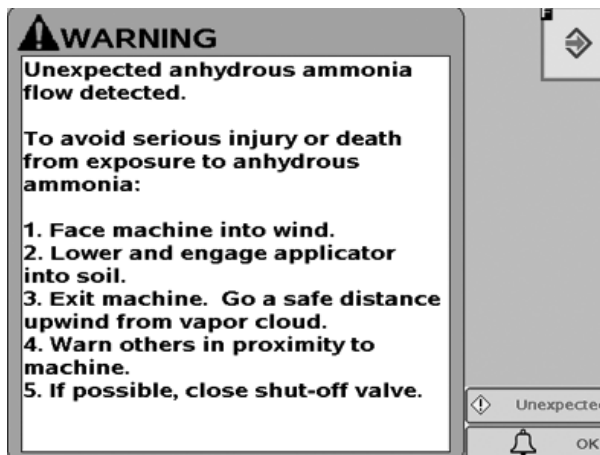 WARNING
Unexpected anhydrous ammonia
flow detected.
To avoid serious injury or death
from exposure to anhydrous
ammonia:
1. Face machine into wind.
2. Lower and engage applicator
into soil.
3. Exit machine. Go a safe distance
upwind from vapor cloud.
4. Warn others in proximity to
machine.
5. If possible, close shut-off valve.
F
Unexpected
OK